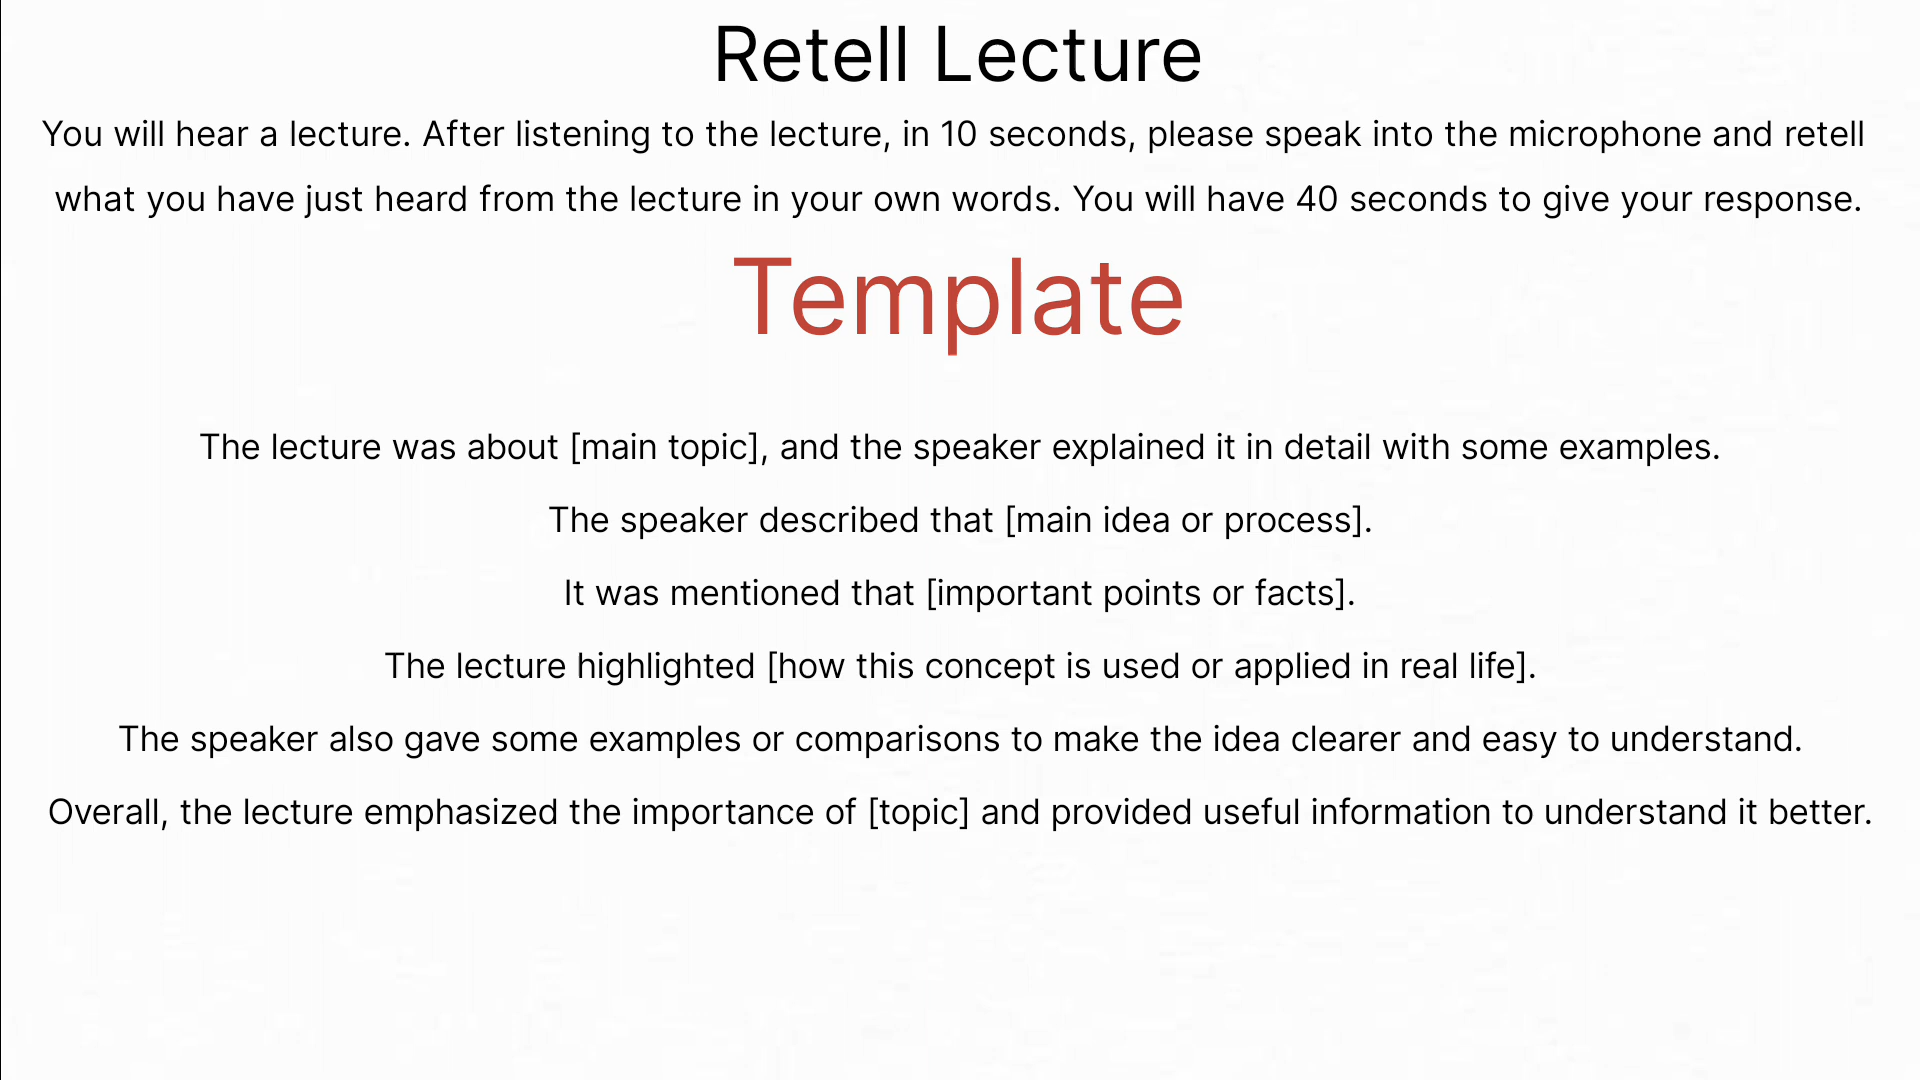 Retell Lecture
You will hear a lecture. After listening to the lecture, in 10 seconds, please speak into the microphone and retell
what you have just heard from the lecture in your own words. You will have 40 seconds to give your response.
Template
The lecture was about [main topic], and the speaker explained it in detail with some examples.
The speaker described that [main idea or process].
It was mentioned that [important points or facts].
The lecture highlighted [how this concept is used or applied in real life].
The speaker also gave some examples or comparisons to make the idea clearer and easy to understand.
Overall, the lecture emphasized the importance of [topic] and provided useful information to understand it better.